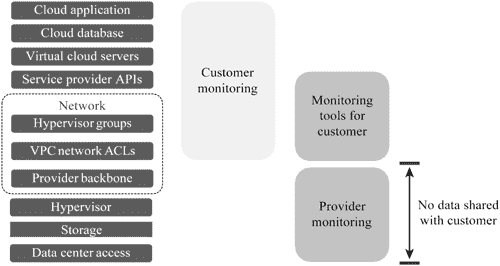 Cloud application
Cloud database
Virtual cloud servers
Service provider APIs
Network
Hypervisor groups
VPC network ACLs
Provider backbone
Hypervisor
Storage
Data center access
Customer
monitoring
Monitoring
tools for
customer
Provider
monitoring
No data shared
with customer